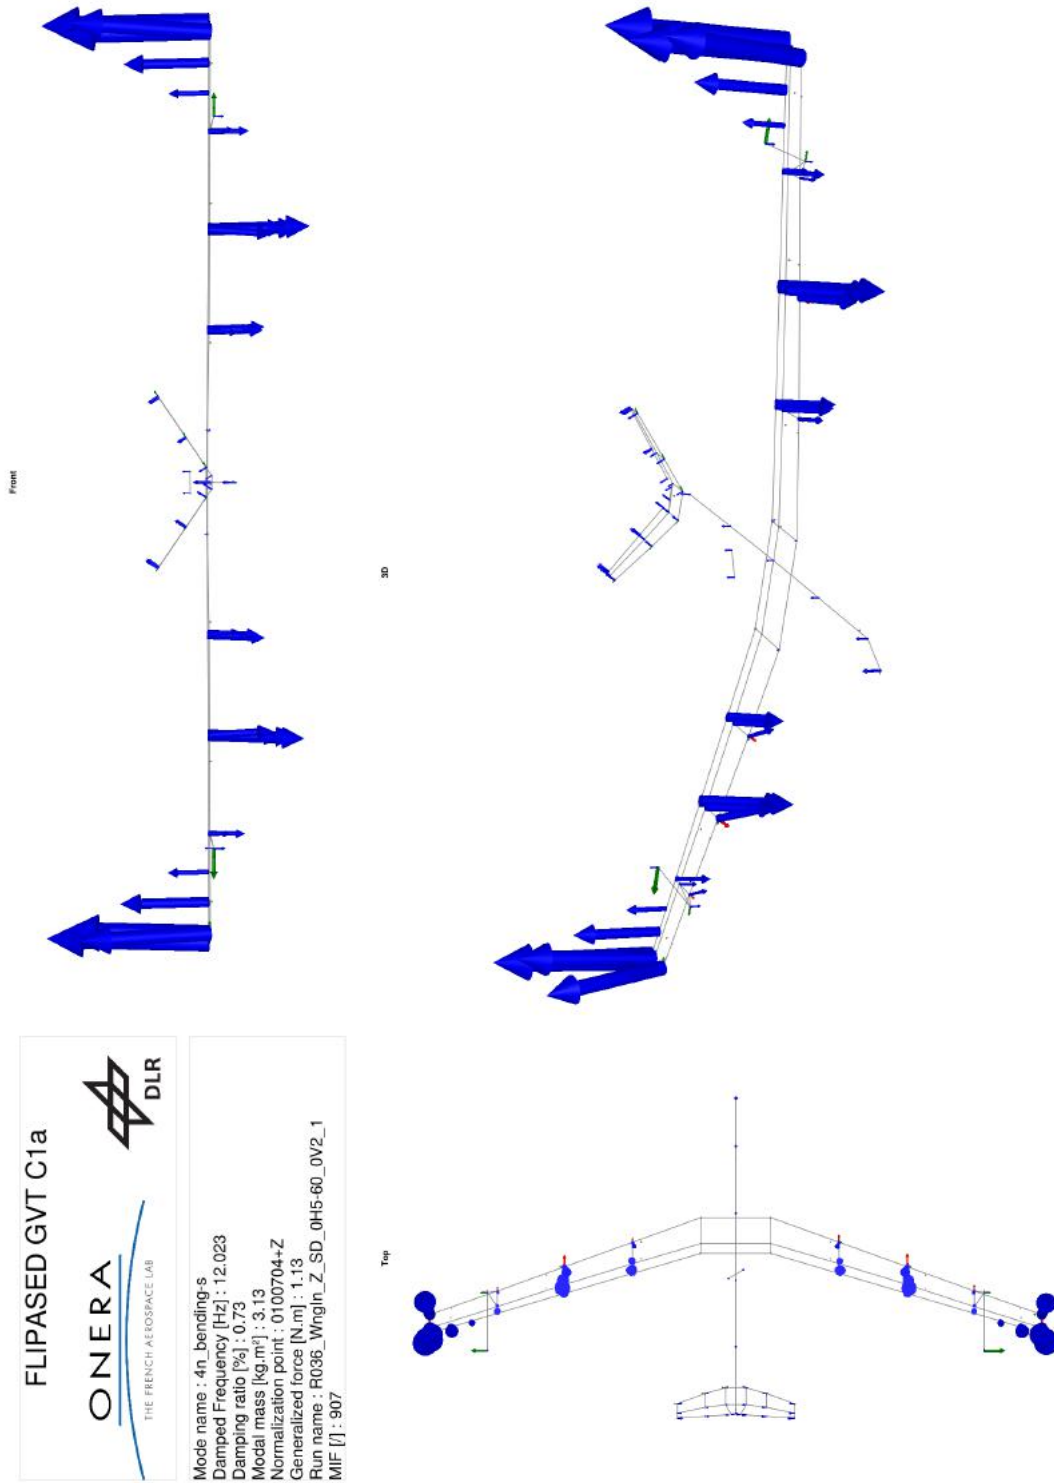 Front
3D
Top
FLIPASED GVT C1a
ONERA
THE FRENCH AEROSPACE LAB
DLR
Mode name : 4n_bending-s
Damped Frequency [Hz] : 12.023
Damping ratio [%] : 0.73
Modal mass [kg.m²] : 3.13
Normalization point : 0100704+Z
Generalized force [N.m] : 1.13
Run name : R036_WngIn_Z_SD_0H5-60_0V2_1
MIF [/] : 907